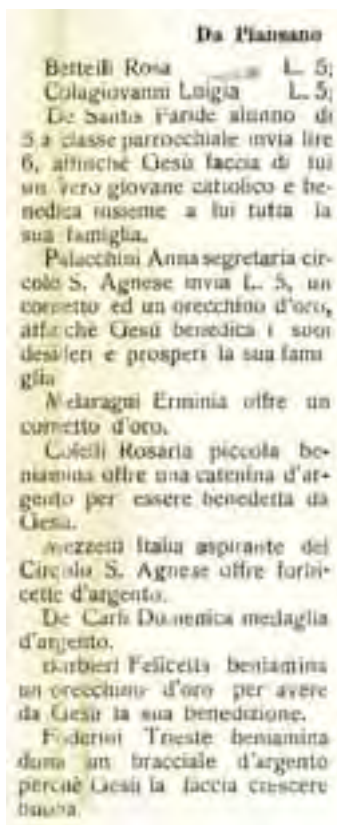 Da Piansano
Bettelli Rosa L. 5;
Colagiovanni Luigia L. 5;
De Santis Faride alunno di
5.a classe parrocchiale invia lire
6, affinchè Gesù faccia di lui
un vero giovane cattolico e be-
nedica insieme a lui tutta la
sua famiglia.
Palacchini Anna segretaria cir-
colo S. Agnese invia L. 5, un
cornetto ed un orecchino d'oro,
affinchè Gesù benedica i suoi
desideri e prosperi la sua fami
glia
Melaragni Erminia offre un
cornetto d'oro.
Colelli Rosaria piccola be-
niamina offre una catenina d'ar-
gento per essere benedetta da
Gesù.
Mezzetti Italia aspirante del
Circolo S. Agnese offre forbi-
cette d'argento.
De Carli Domenica medaglia
d'argento.
Barbieri Felicetta beniamina
un orecchino d'oro per avere
da Gesù la sua benedizione.
Foderini Trieste beniamina
dona un bracciale d'argento
perchè Gesù la faccia crescere
buona.